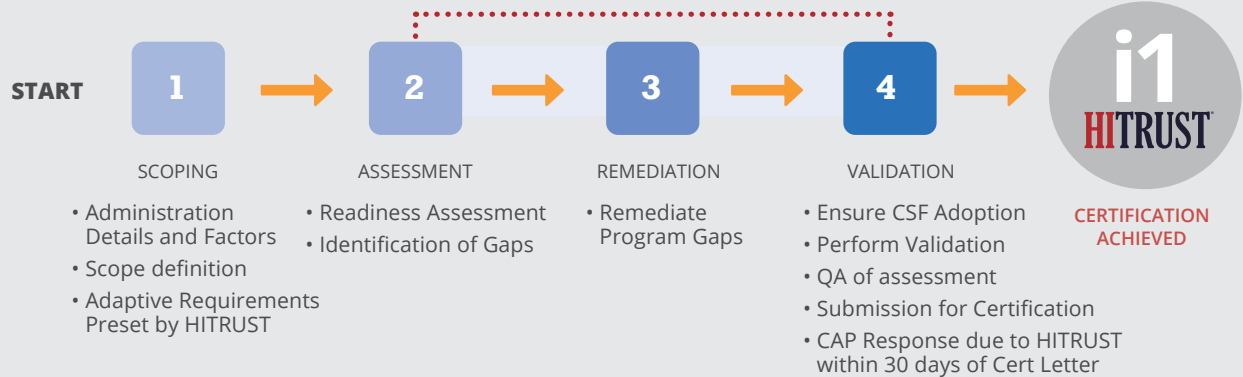 START
1
2
3
4
i1
HITRUST
SCOPING
• Administration
Details and Factors
• Scope definition
• Adaptive Requirements
Preset by HITRUST
ASSESSMENT
• Readiness Assessment
• Identification of Gaps
REMEDIATION
• Remediate
Program Gaps
VALIDATION
• Ensure CSF Adoption
• Perform Validation
• QA of assessment
• Submission for Certification
• CAP Response due to HITRUST
within 30 days of Cert Letter
CERTIFICATION
ACHIEVED